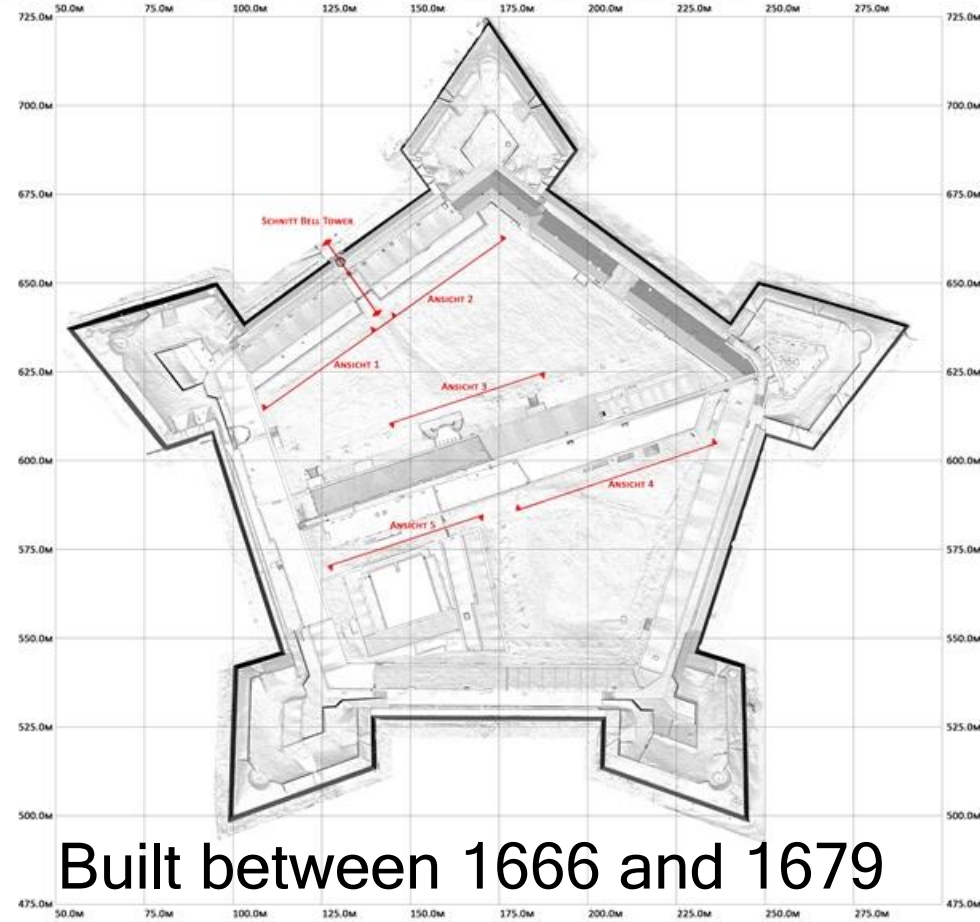 50.0M 75.0M 100.0M 125.0M 150.0M 175.0M 200.0M 225.0M 250.0M 275.0M
725.0M 725.0M
700.0M 700.0M
675.0M 675.0M
SCHNITT BELL TOWER
650.0M 650.0M
ANSICHT 2
ANSICHT 1
625.0M 625.0M
ANSICHT 3
600.0M 600.0M
ANSICHT 4
ANSICHT 5
575.0M 575.0M
550.0M 550.0M
525.0M 525.0M
500.0M 500.0M
Built between 1666 and 1679
475.0M 475.0M
50.0M 75.0M 100.0M 125.0M 150.0M 175.0M 200.0M 225.0M 250.0M 275.0M